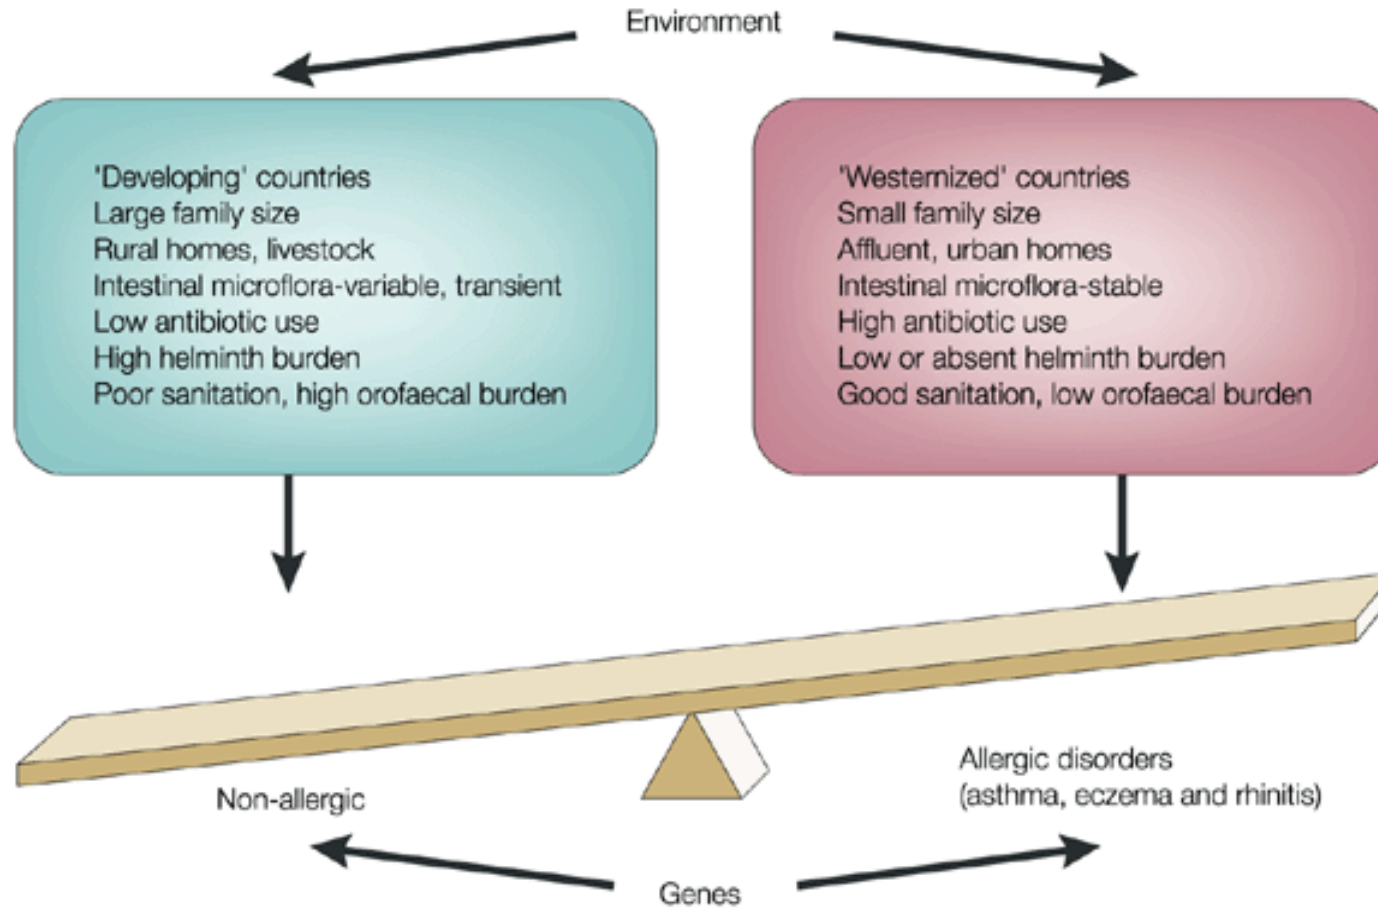 Environment
'Developing' countries
Large family size
Rural homes, livestock
Intestinal microflora-variable, transient
Low antibiotic use
High helminth burden
Poor sanitation, high orofaecal burden
'Westernized' countries
Small family size
Affluent, urban homes
Intestinal microflora-stable
High antibiotic use
Low or absent helminth burden
Good sanitation, low orofaecal burden
Non-allergic
Allergic disorders
(asthma, eczema and rhinitis)
Genes